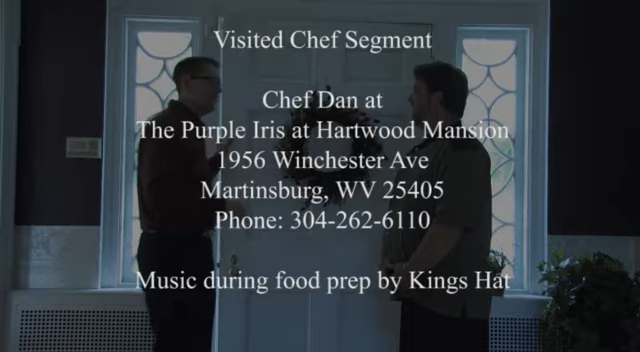 Visited Chef Segment
Chef Dan at
The Purple Iris at Hartwood Mansion
1956 Winchester Ave
Martinsburg, WV 25405
Phone: 304-262-6110
Music during food prep by Kings Hat